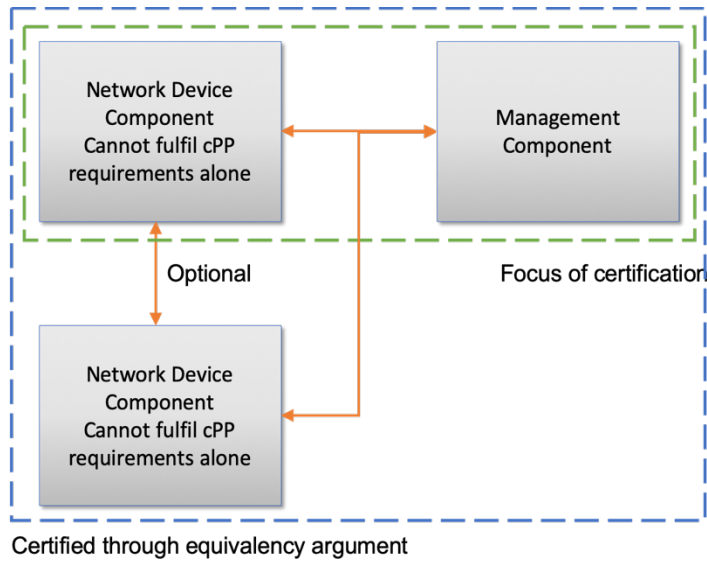 Network Device
Component
Cannot fulfil cPP
requirements alone
Management
Component
Optional
Focus of certification
Network Device
Component
Cannot fulfil cPP
requirements alone
Certified through equivalency argument